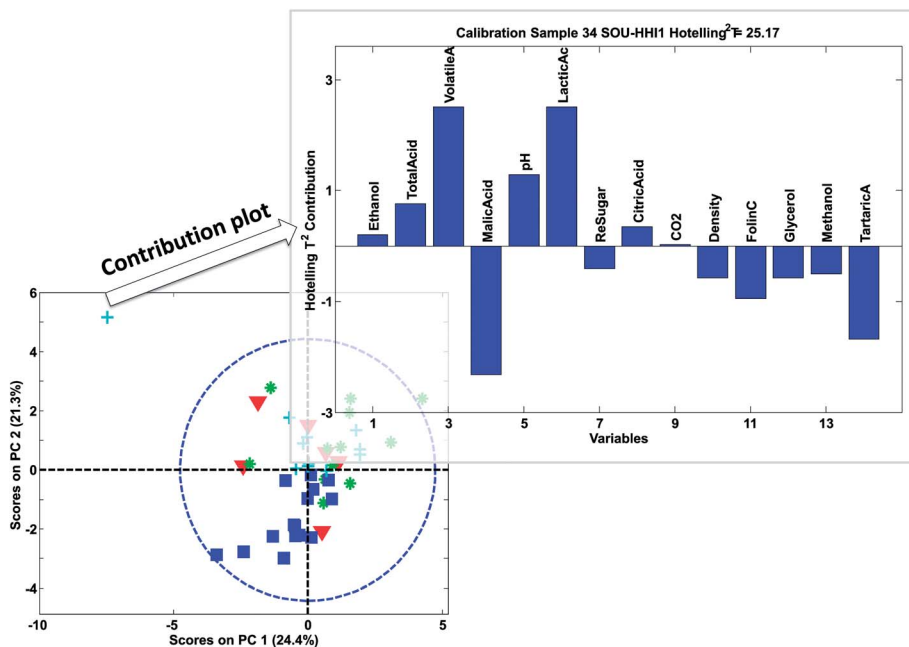 Calibration Sample 34 SOU-HHI1 Hotelling²T= 25.17
3
1
-1
-3
Hotelling T² Contribution
Ethanol
TotalAcid
VolatileA
MalicAcid
pH
LacticAc
ReSugar
CitricAcid
CO2
Density
FolinC
Glycerol
Methanol
TartaricA
1 3 5 7 9 11 13
Variables
Contribution plot
6
4
2
0
-2
-4
Scores on PC 2 (21.3%)
-10 -5 0 5
Scores on PC 1 (24.4%)